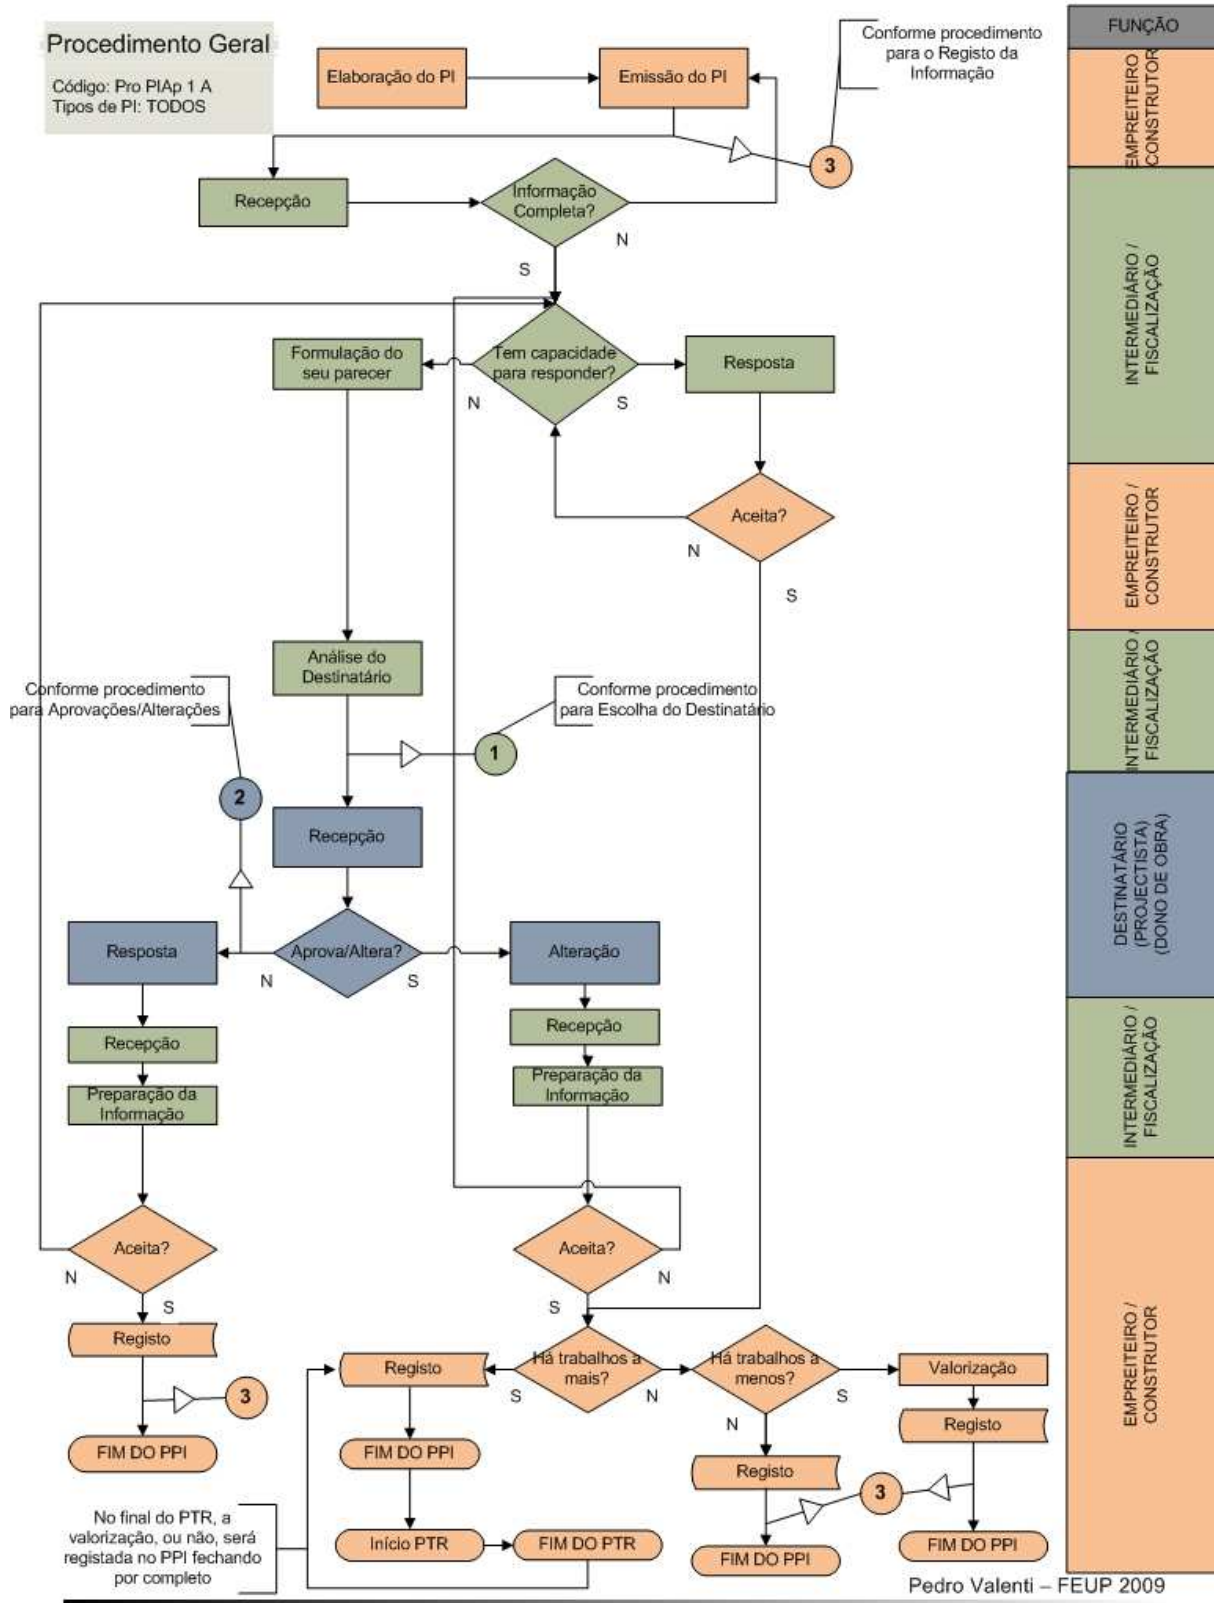 Procedimento Geral
Código: Pro PIAp 1 A
Tipos de PI: TODOS
Elaboração do PI
Emissão do PI
Conforme procedimento
para o Registo da
Informação
3
Recepção
Informação
Completa?
N
S
Formulação do
seu parecer
Tem capacidade
para responder?
Resposta
N
S
Aceita?
N
S
Análise do
Destinatário
Conforme procedimento
para Aprovações/Alterações
Conforme procedimento
para Escolha do Destinatário
1
2
Recepção
Resposta
Aprova/Altera?
Alteração
N
S
Recepção
Recepção
Preparação da
Informação
Preparação da
Informação
Aceita?
N
S
Aceita?
N
S
Registo
3
FIM DO PPI
Registo
Há trabalhos a
mais?
S
N
Há trabalhos a
menos?
S
N
Valorização
Registo
FIM DO PPI
Registo
3
No final do PTR, a
valorização, ou não, será
registada no PPI fechando
por completo
Início PTR
FIM DO PTR
FIM DO PPI
FIM DO PPI
FUNÇÃO
EMPREITEIRO
CONSTRUTOR
INTERMEDIÁRIO /
FISCALIZAÇÃO
EMPREITEIRO /
CONSTRUTOR
INTERMEDIÁRIO /
FISCALIZAÇÃO
DESTINATÁRIO
(PROJECTISTA)
(DONO DE OBRA)
INTERMEDIÁRIO /
FISCALIZAÇÃO
EMPREITEIRO /
CONSTRUTOR
Pedro Valenti – FEUP 2009